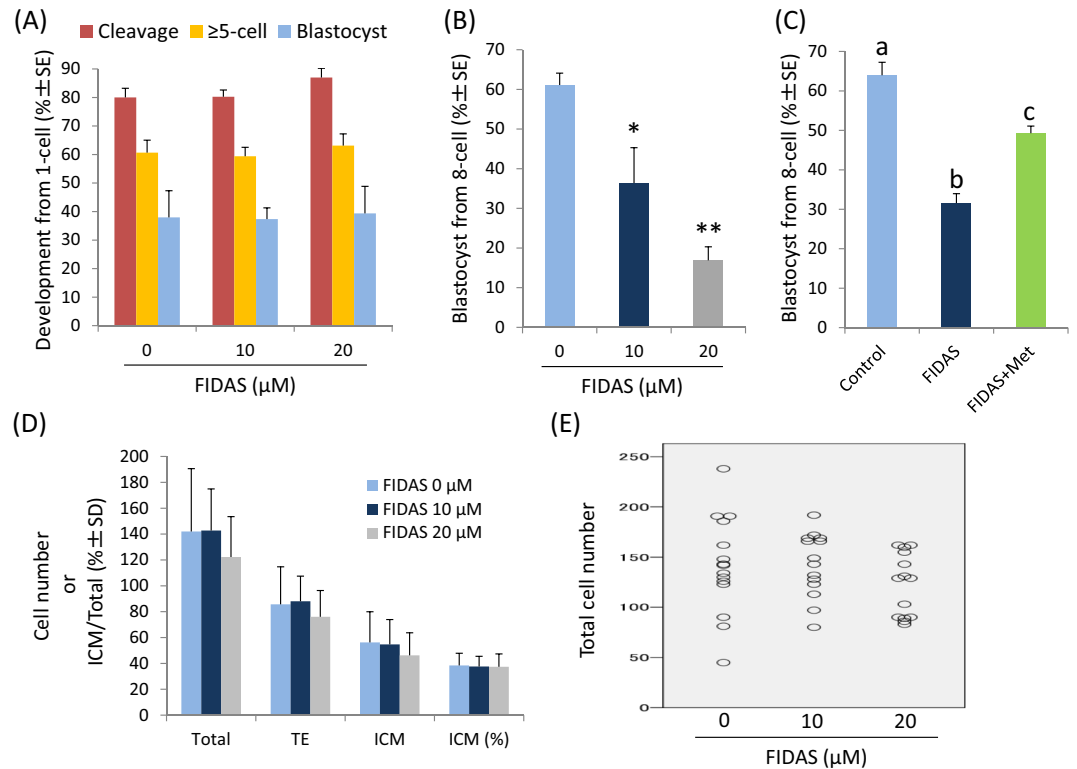 (A)
Cleavage ≥5-cell Blastocyst
Development from 1-cell (%±SE)
90
80
70
60
50
40
30
20
10
0
0 10 20
FIDAS (μM)
(B)
Blastocyst from 8-cell (%±SE)
70
60
50
40
30
20
10
0
*
**
0 10 20
FIDAS (μM)
(C)
Blastocyst from 8-cell (%±SE)
70
60
50
40
30
20
10
0
a
b
c
Control
FIDAS
FIDAS+Met
(D)
Cell number
or
ICM/Total (%±SD)
200
180
160
140
120
100
80
60
40
20
0
FIDAS 0 μM
FIDAS 10 μM
FIDAS 20 μM
Total TE ICM ICM (%)
(E)
Total cell number
250
200
150
100
50
0
0 10 20
FIDAS (μM)